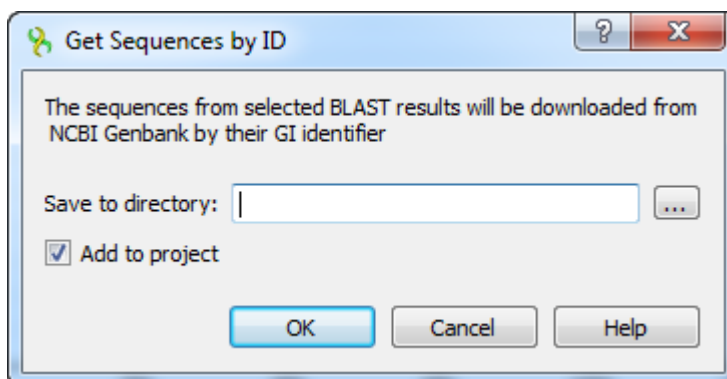 Get Sequences by ID
The sequences from selected BLAST results will be downloaded from
NCBI Genbank by their GI identifier
Save to directory:
...
Add to project
OK Cancel Help